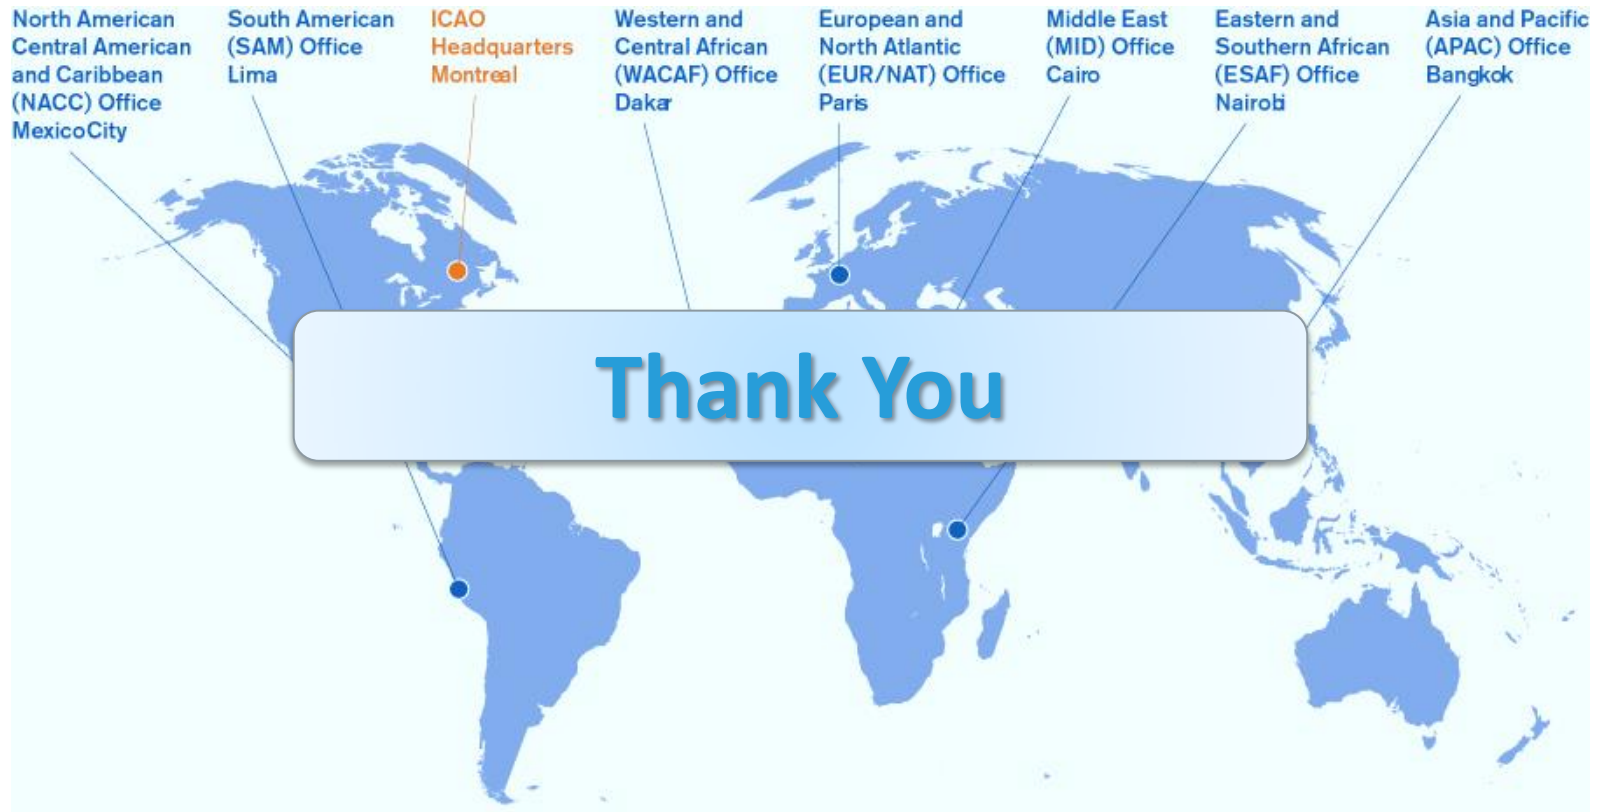 North American
Central American
and Caribbean
(NACC) Office
MexicoCity
South American
(SAM) Office
Lima
ICAO
Headquarters
Montreal
Western and
Central African
(WACAF) Office
Dakar
European and
North Atlantic
(EUR/NAT) Office
Paris
Middle East
(MID) Office
Cairo
Eastern and
Southern African
(ESAF) Office
Nairobi
Asia and Pacific
(APAC) Office
Bangkok
Thank You